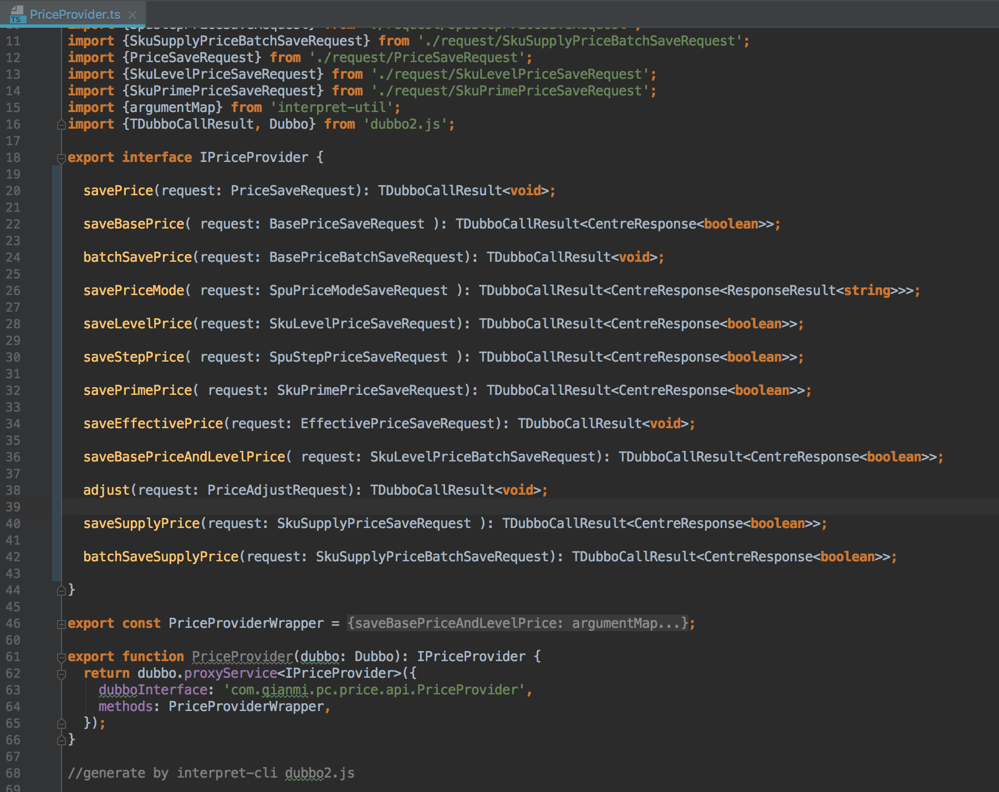 TS PriceProvider.ts
10 import {SpuStepPriceSaveRequest} from './request/SpuStepPriceSaveRequest';
11 import {SkuSupplyPriceBatchSaveRequest} from './request/SkuSupplyPriceBatchSaveRequest';
12 import {PriceSaveRequest} from './request/PriceSaveRequest';
13 import {SkuLevelPriceSaveRequest} from './request/SkuLevelPriceSaveRequest';
14 import {SkuPrimePriceSaveRequest} from './request/SkuPrimePriceSaveRequest';
15 import {argumentMap} from 'interpret-util';
16 import {TDubboCallResult, Dubbo} from 'dubbo2.js';
17
18 export interface IPriceProvider {
19
20 savePrice(request: PriceSaveRequest): TDubboCallResult<void>;
21
22 saveBasePrice( request: BasePriceSaveRequest ): TDubboCallResult<CentreResponse<boolean>>;
23
24 batchSavePrice(request: BasePriceBatchSaveRequest): TDubboCallResult<void>;
25
26 savePriceMode( request: SpuPriceModeSaveRequest ): TDubboCallResult<CentreResponse<ResponseResult<string>>>;
27
28 saveLevelPrice(request: SkuLevelPriceSaveRequest): TDubboCallResult<CentreResponse<boolean>>;
29
30 saveStepPrice( request: SpuStepPriceSaveRequest ): TDubboCallResult<CentreResponse<boolean>>;
31
32 savePrimePrice( request: SkuPrimePriceSaveRequest): TDubboCallResult<CentreResponse<boolean>>;
33
34 saveEffectivePrice(request: EffectivePriceSaveRequest): TDubboCallResult<void>;
35
36 saveBasePriceAndLevelPrice( request: SkuLevelPriceBatchSaveRequest): TDubboCallResult<CentreResponse<boolean>>;
37
38 adjust(request: PriceAdjustRequest): TDubboCallResult<void>;
39
40 saveSupplyPrice(request: SkuSupplyPriceSaveRequest ): TDubboCallResult<CentreResponse<boolean>>;
41
42 batchSaveSupplyPrice(request: SkuSupplyPriceBatchSaveRequest): TDubboCallResult<CentreResponse<boolean>>;
43
44 }
45
46 export const PriceProviderWrapper = {saveBasePriceAndLevelPrice: argumentMap...};
60
61 export function PriceProvider(dubbo: Dubbo): IPriceProvider {
62 return dubbo.proxyService<IPriceProvider>({
63 dubboInterface: 'com.qianmi.pc.price.api.PriceProvider',
64 methods: PriceProviderWrapper,
65 });
66 }
67
68 //generate by interpret-cli dubbo2.js
69